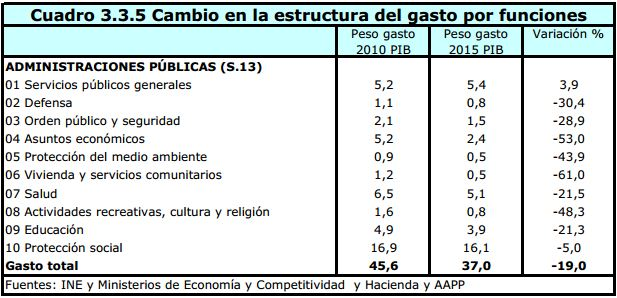 Cuadro 3.3.5 Cambio en la estructura del gasto por funciones
Peso gasto 2010 PIB Peso gasto 2015 PIB Variación %
ADMINISTRACIONES PÚBLICAS (S.13)
01 Servicios públicos generales 5,2 5,4 3,9
02 Defensa 1,1 0,8 -30,4
03 Orden público y seguridad 2,1 1,5 -28,9
04 Asuntos económicos 5,2 2,4 -53,0
05 Protección del medio ambiente 0,9 0,5 -43,9
06 Vivienda y servicios comunitarios 1,2 0,5 -61,0
07 Salud 6,5 5,1 -21,5
08 Actividades recreativas, cultura y religión 1,6 0,8 -48,3
09 Educación 4,9 3,9 -21,3
10 Protección social 16,9 16,1 -5,0
Gasto total 45,6 37,0 -19,0
Fuentes: INE y Ministerios de Economía y Competitividad y Hacienda y AAPP